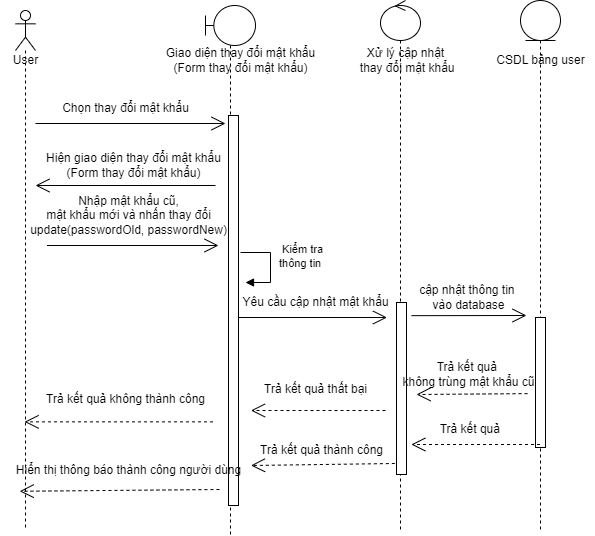 User
Giao diện thay đổi mật khẩu
(Form thay đổi mật khẩu)
Xử lý cập nhật
thay đổi mật khẩu
CSDL bảng user
Chọn thay đổi mật khẩu
Hiện giao diện thay đổi mật khẩu
(Form thay đổi mật khẩu)
Nhập mật khẩu cũ,
mật khẩu mới và nhấn thay đổi
update(passwordOld, passwordNew)
Kiểm tra
thông tin
Yêu cầu cập nhật mật khẩu
cập nhật thông tin
vào database
Trả kết quả
không trùng mật khẩu cũ
Trả kết quả thất bại
Trả kết quả không thành công
Trả kết quả
Trả kết quả thành công
Hiển thị thông báo thành công người dùng